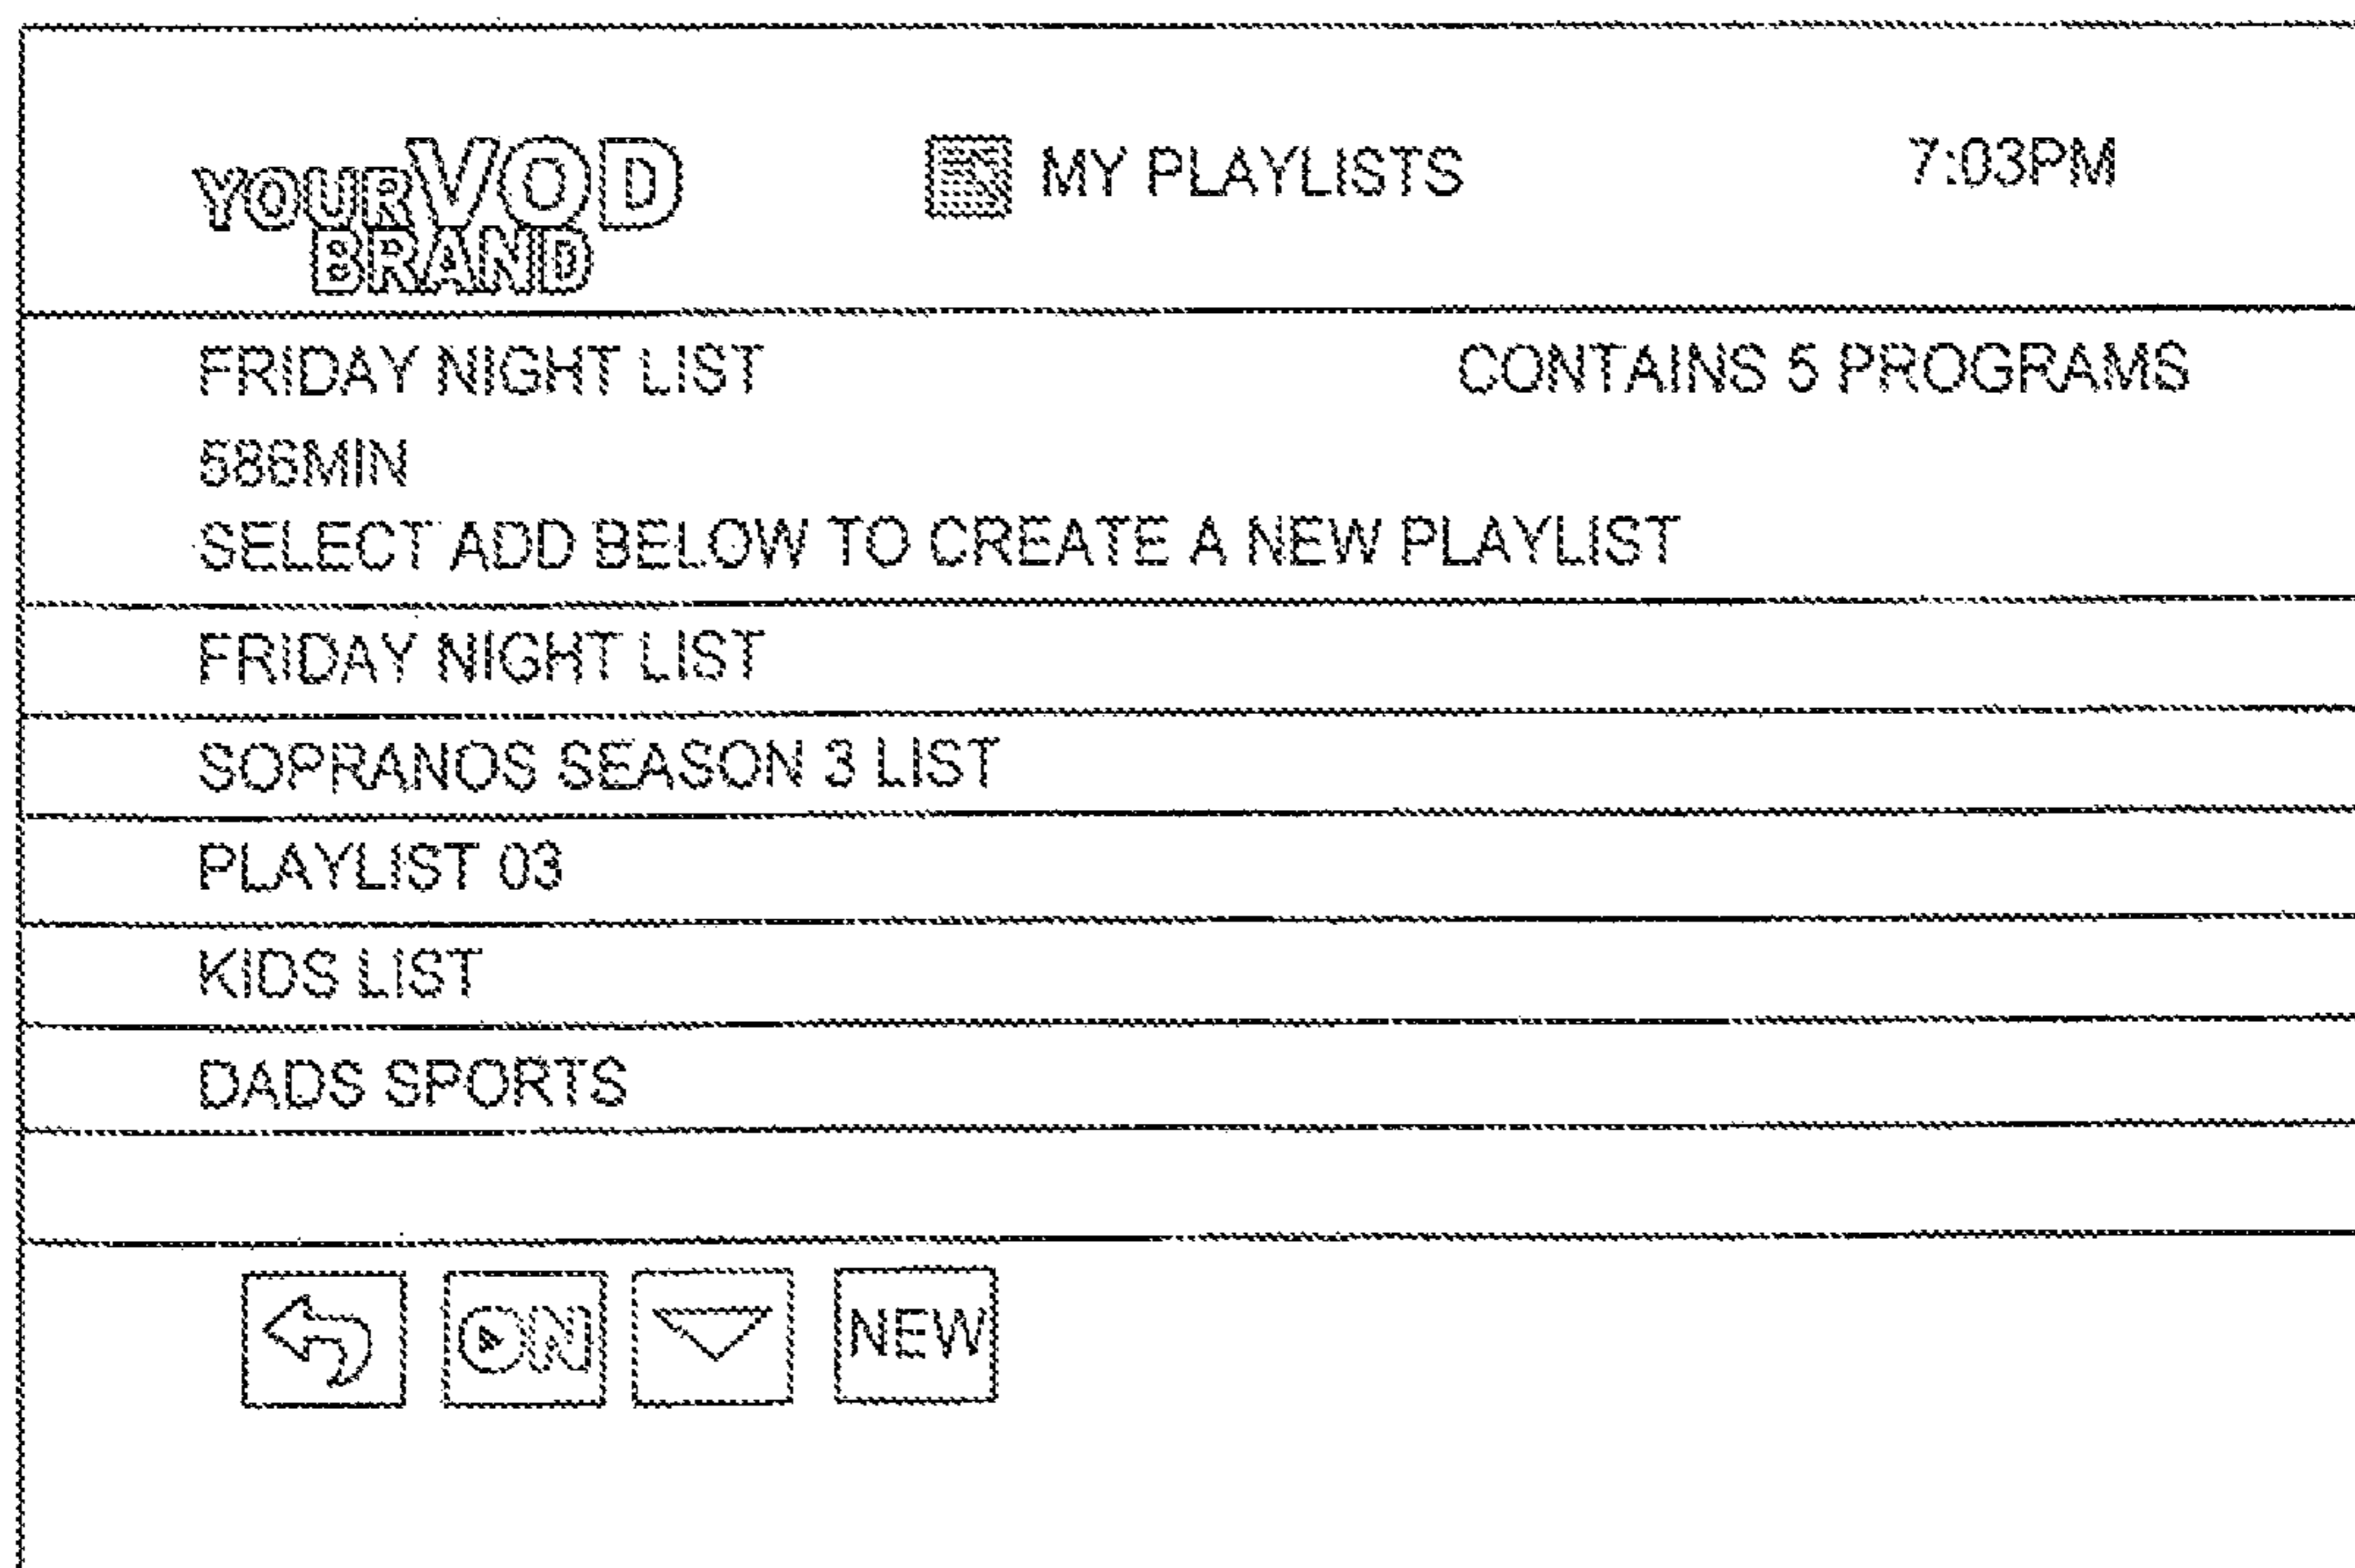 YOUR VOD
BRAND
MY PLAYLISTS
7:03PM
FRIDAY NIGHT LIST
CONTAINS 5 PROGRAMS
586MIN
SELECT ADD BELOW TO CREATE A NEW PLAYLIST
FRIDAY NIGHT LIST
SOPRANOS SEASON 3 LIST
PLAYLIST 03
KIDS LIST
DADS SPORTS
ON
NEW